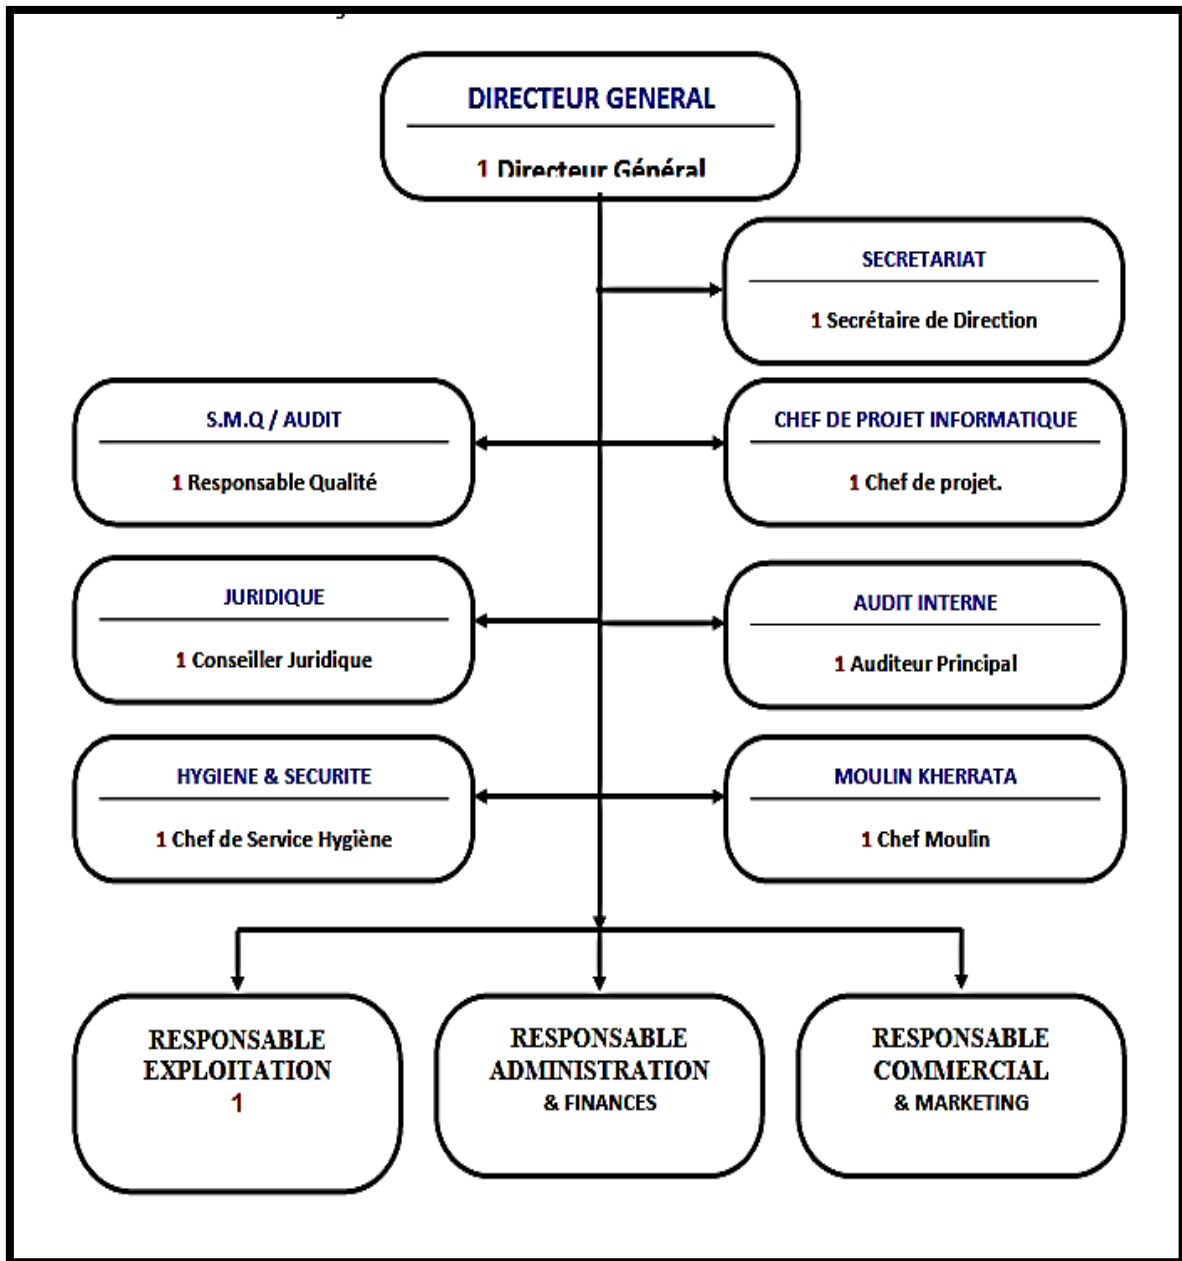 DIRECTEUR GENERAL
1 Directeur Général
SECRETARIAT
1 Secrétaire de Direction
S.M.Q / AUDIT
1 Responsable Qualité
CHEF DE PROJET INFORMATIQUE
1 Chef de projet.
JURIDIQUE
1 Conseiller Juridique
AUDIT INTERNE
1 Auditeur Principal
HYGIENE & SECURITE
1 Chef de Service Hygiène
MOULIN KHERRATA
1 Chef Moulin
RESPONSABLE
EXPLOITATION
1
RESPONSABLE
ADMINISTRATION
& FINANCES
RESPONSABLE
COMMERCIAL
& MARKETING